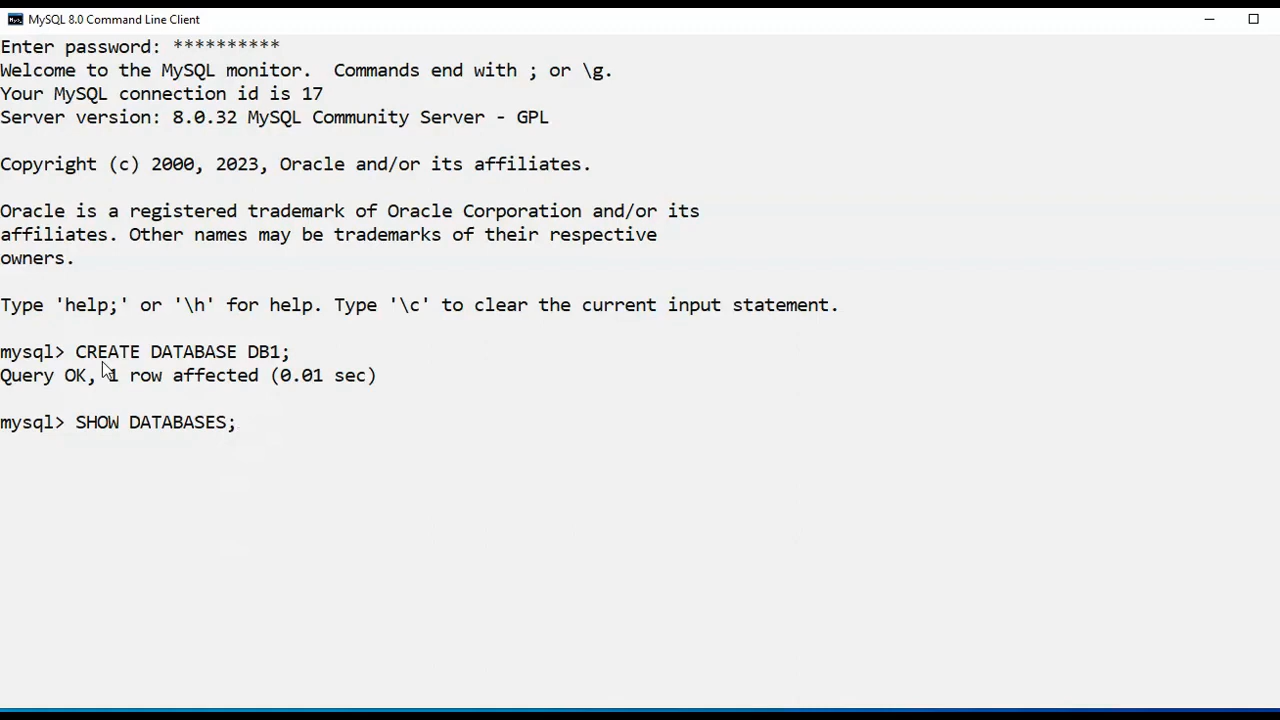 MySQL 8.0 Command Line Client
Enter password: **********
Welcome to the MySQL monitor.  Commands end with ; or \g.
Your MySQL connection id is 17
Server version: 8.0.32 MySQL Community Server - GPL
Copyright (c) 2000, 2023, Oracle and/or its affiliates.
Oracle is a registered trademark of Oracle Corporation and/or its
affiliates. Other names may be trademarks of their respective
owners.
Type 'help;' or '\h' for help. Type '\c' to clear the current input statement.
mysql> CREATE DATABASE DB1;
Query OK, 1 row affected (0.01 sec)
mysql> SHOW DATABASES;